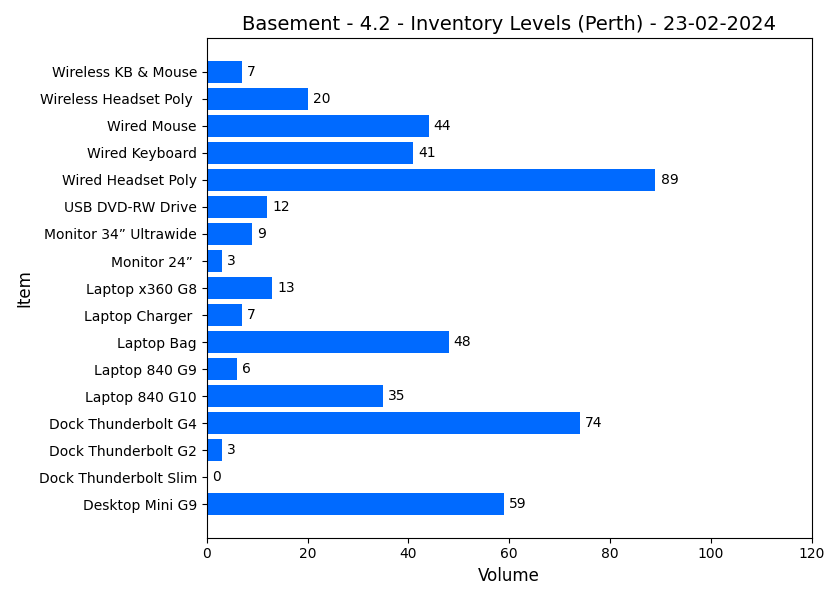 Basement - 4.2 - Inventory Levels (Perth) - 23-02-2024
Wireless KB & Mouse 7
Wireless Headset Poly 20
Wired Mouse 44
Wired Keyboard 41
Wired Headset Poly 89
USB DVD-RW Drive 12
Monitor 34” Ultrawide 9
Monitor 24” 3
Laptop x360 G8 13
Laptop Charger 7
Laptop Bag 48
Laptop 840 G9 6
Laptop 840 G10 35
Dock Thunderbolt G4 74
Dock Thunderbolt G2 3
Dock Thunderbolt Slim 0
Desktop Mini G9 59
Item
0 20 40 60 80 100 120
Volume